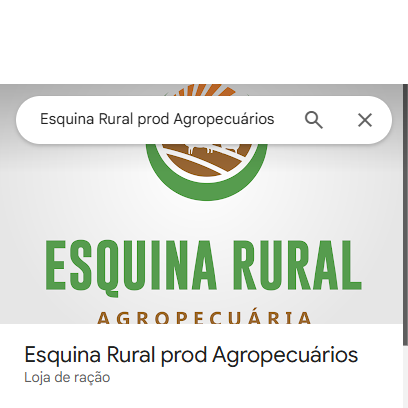 Esquina Rural prod Agropecuários
ESQUINA RURAL
AGROPECUÁRIA
Esquina Rural prod Agropecuários
Loja de ração